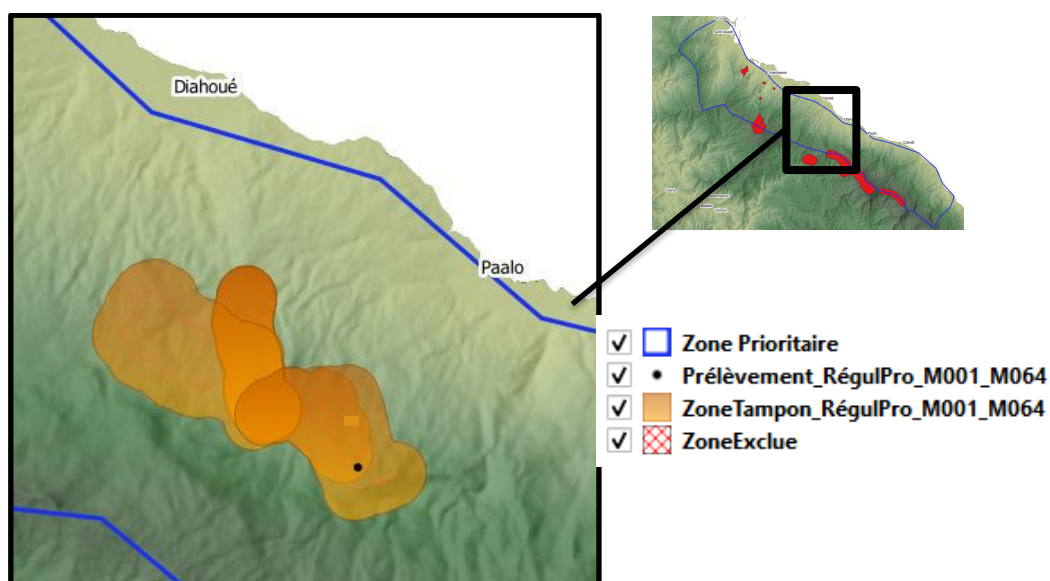 Diahoué
Paalo
Zone Prioritaire
Prélèvement_RégulPro_M001_M064
ZoneTampon_RégulPro_M001_M064
ZoneExclue